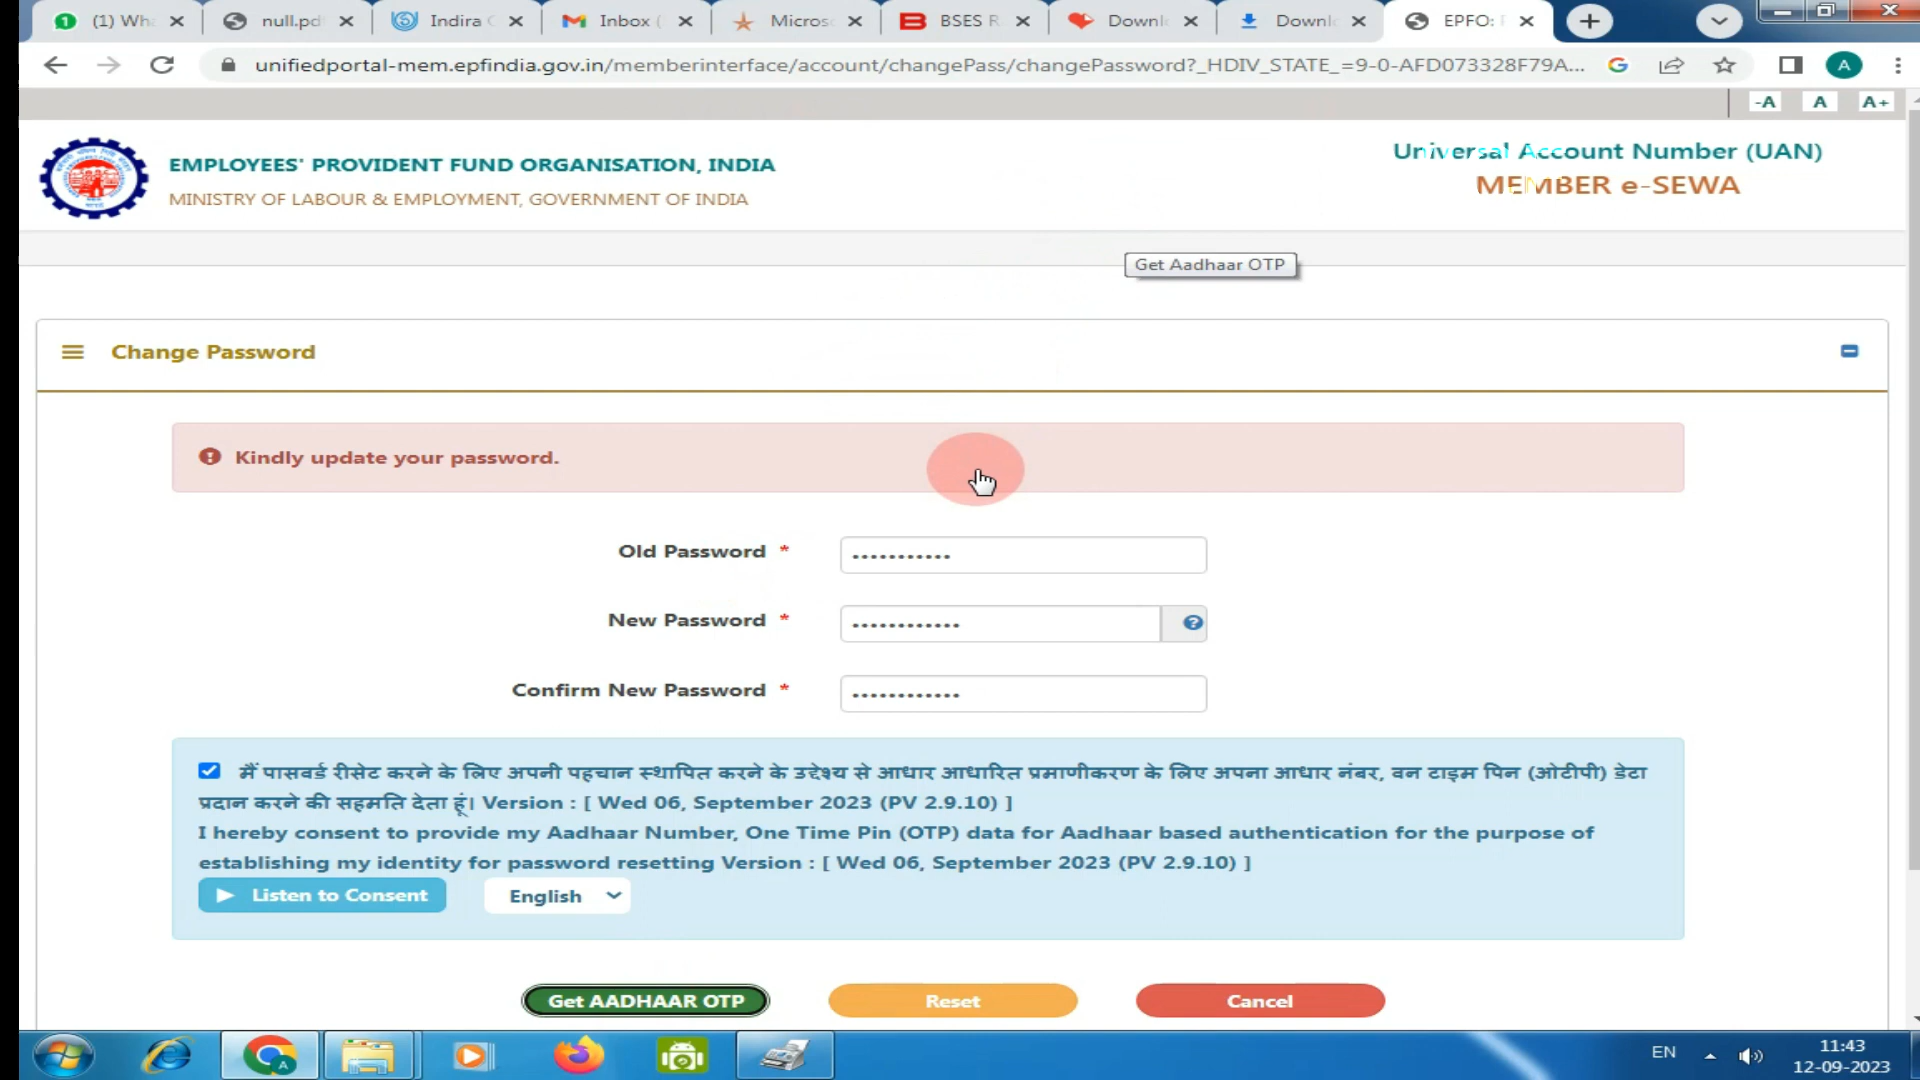 (1) Wha
null.pd
Indira G
Inbox (
Micros
BSES R
Downl
Downl
EPFO:
unifiedportal-mem.epfindia.gov.in/memberinterface/account/changePass/changePassword?_HDIV_STATE_=9-0-AFD073328F79A...
-A A A+
EMPLOYEES' PROVIDENT FUND ORGANISATION, INDIA
MINISTRY OF LABOUR & EMPLOYMENT, GOVERNMENT OF INDIA
Universal Account Number (UAN)
MEMBER e-SEWA
Get Aadhaar OTP
Change Password
Kindly update your password.
Old Password *
New Password *
Confirm New Password *
मैं पासवर्ड रीसेट करने के लिए अपनी पहचान स्थापित करने के उद्देश्य से आधार आधारित प्रमाणीकरण के लिए अपना आधार नंबर, वन टाइम पिन (ओटीपी) डेटा
प्रदान करने की सहमति देता हूं। Version : [ Wed 06, September 2023 (PV 2.9.10) ]
I hereby consent to provide my Aadhaar Number, One Time Pin (OTP) data for Aadhaar based authentication for the purpose of
establishing my identity for password resetting Version : [ Wed 06, September 2023 (PV 2.9.10) ]
Listen to Consent English
Get AADHAAR OTP Reset Cancel
EN 11:43
12-09-2023